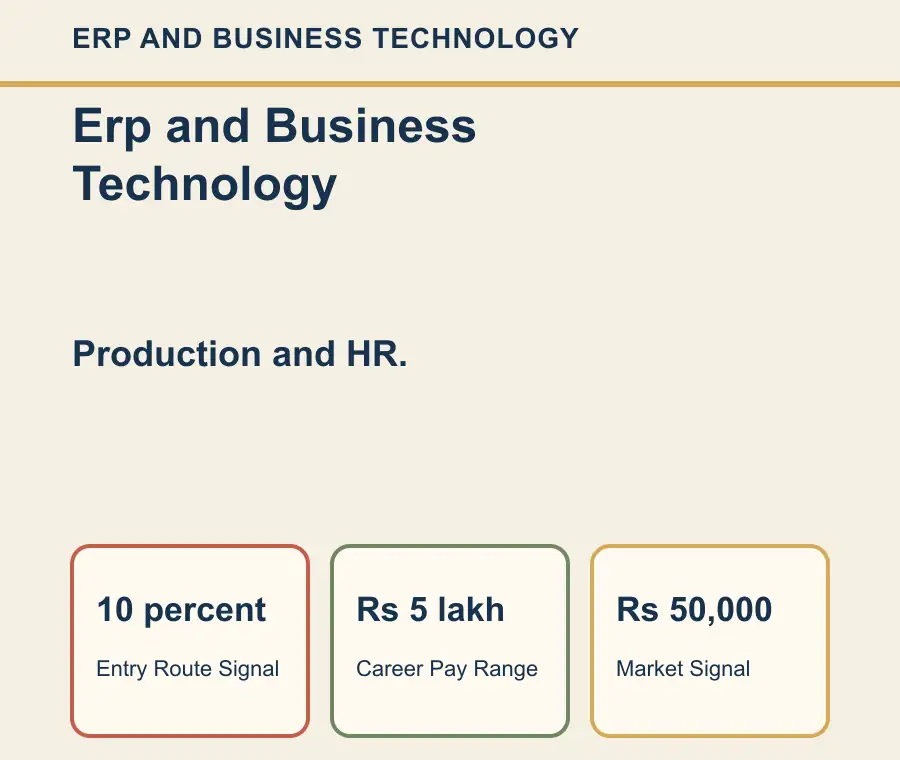 ERP AND BUSINESS TECHNOLOGY
Erp and Business
Technology
Production and HR.
10 percent
Entry Route Signal
Rs 5 lakh
Career Pay Range
Rs 50,000
Market Signal